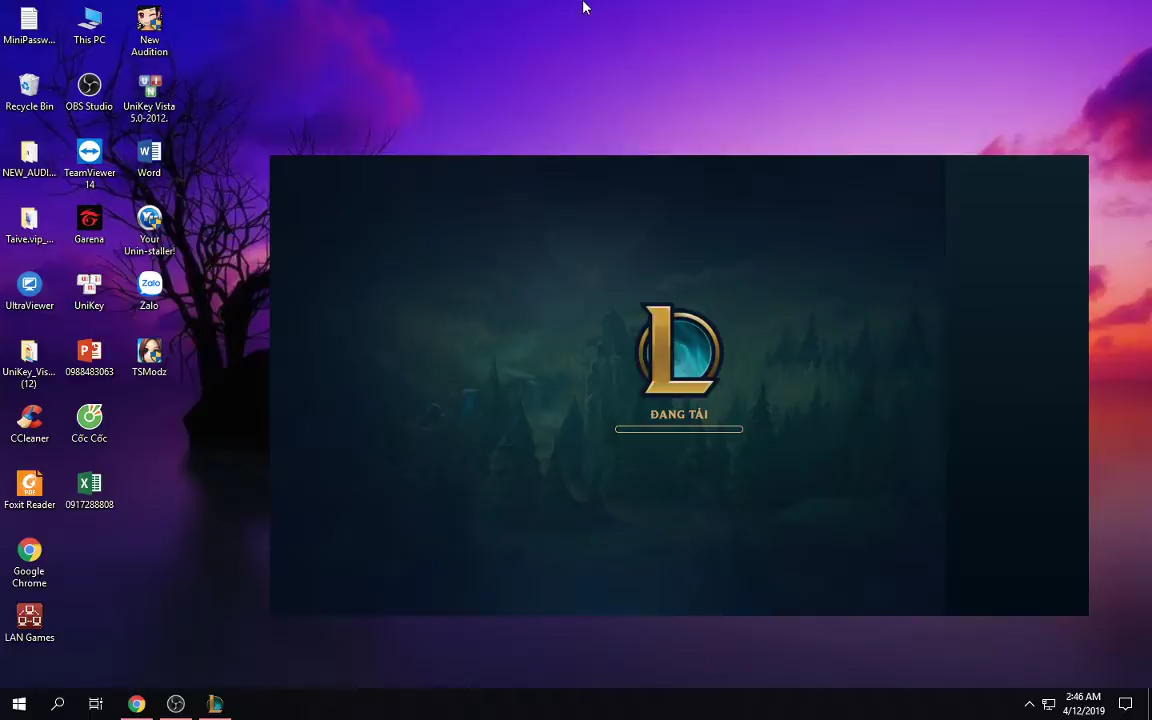 MiniPassw...
This PC
New
Audition
Recycle Bin
OBS Studio
UniKey Vista
5.0-2012.
NEW_AUDI...
TeamViewer
14
Word
Taive.vip_...
Garena
Your
Unin-staller!
UltraViewer
UniKey
Zalo
Zalo
UniKey_Vis...
(12)
0988483063
TSModz
CCleaner
Cốc Cốc
Foxit Reader
0917288808
Google
Chrome
LAN Games
ĐANG TẢI
2:46 AM
4/12/2019